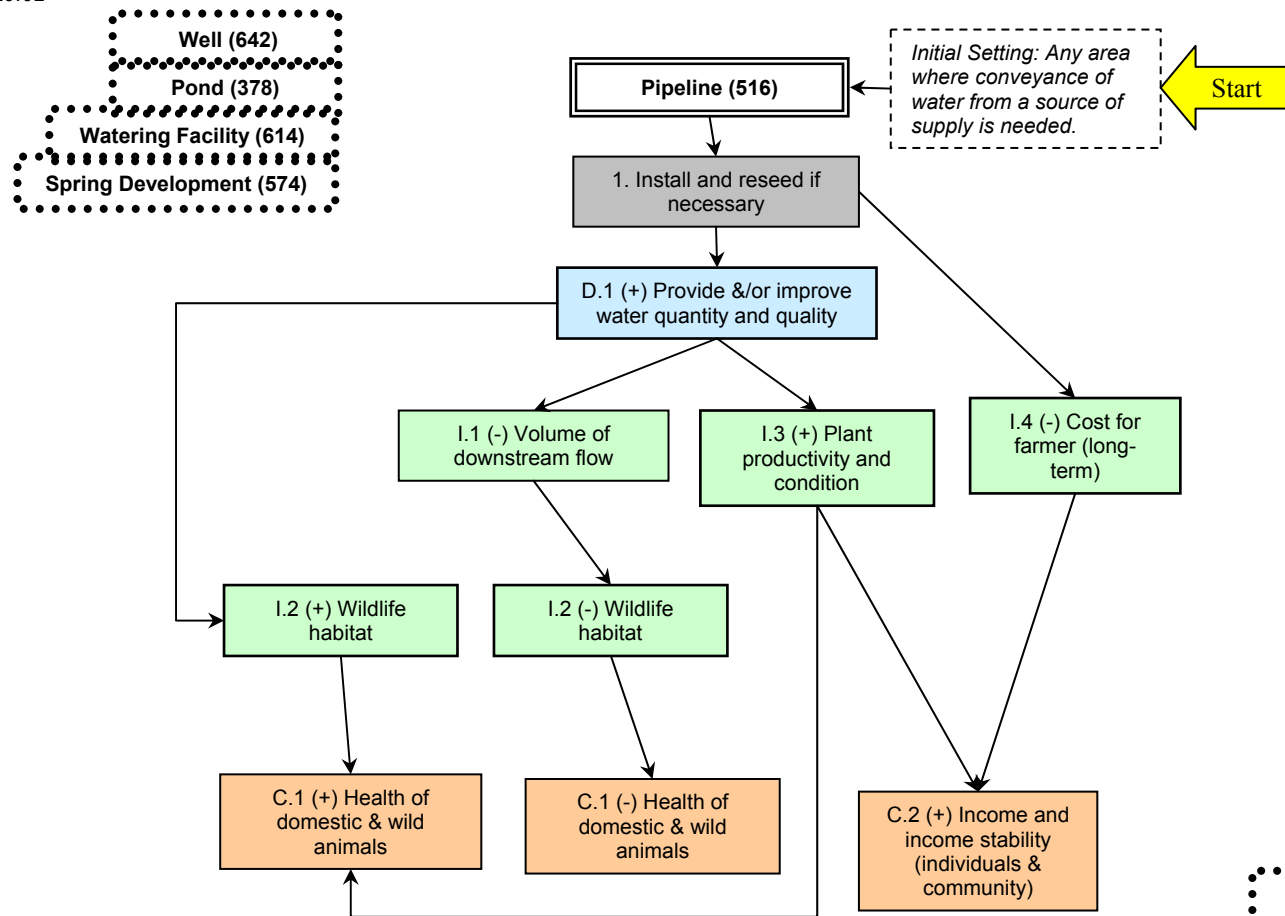 Well (642)
Pond (378)
Watering Facility (614)
Spring Development (574)
Pipeline (516)
Initial Setting: Any area
where conveyance of
water from a source of
supply is needed.
Start
1. Install and reseed if
necessary
D.1 (+) Provide &/or improve
water quantity and quality
I.1 (-) Volume of
downstream flow
I.3 (+) Plant
productivity and
condition
I.4 (-) Cost for
farmer (long-
term)
I.2 (+) Wildlife
habitat
I.2 (-) Wildlife
habitat
C.1 (+) Health of
domestic & wild
animals
C.1 (-) Health of
domestic & wild
animals
C.2 (+) Income and
income stability
(individuals &
community)